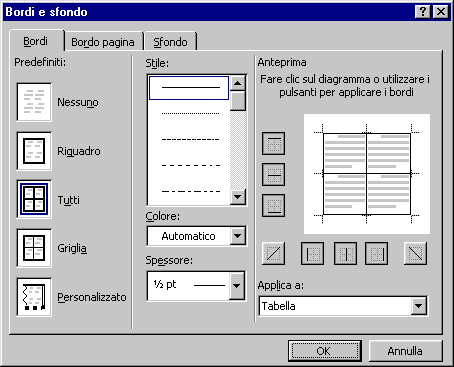 Bordi e sfondo
Bordi
Bordo pagina
Sfondo
Predefiniti:
Nessuno
Riquadro
Tutti
Griglia
Personalizzato
Stile:
Colore:
Automatico
Spessore:
½ pt
Anteprima
Fare clic sul diagramma o utilizzare i
pulsanti per applicare i bordi
Applica a:
Tabella
OK
Annulla